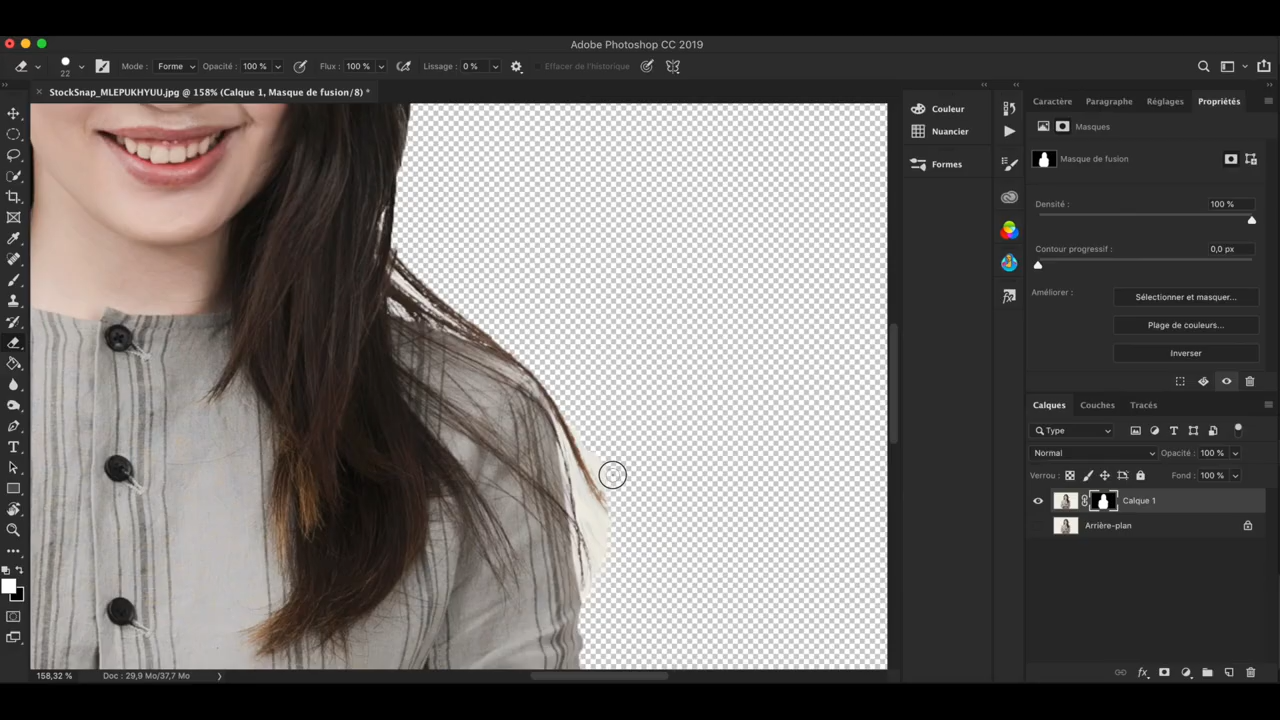 Adobe Photoshop CC 2019
22
Mode : Forme Opacité : 100 % Flux : 100 % Lissage : 0 % Effacer de l'historique
StockSnap_MLEPUKHYUU.jpg @ 158% (Calque 1, Masque de fusion/8) *
Couleur
Nuancier
Formes
Caractère Paragraphe Réglages Propriétés
Masques
Masque de fusion
Densité : 100 %
Contour progressif : 0,0 px
Améliorer : Sélectionner et masquer...
Plage de couleurs...
Inverser
Calques Couches Tracés
Type
Normal Opacité : 100 %
Verrou : Fond : 100 %
Calque 1
Arrière-plan
fx
158,32 % Doc : 29,9 Mo/37,7 Mo